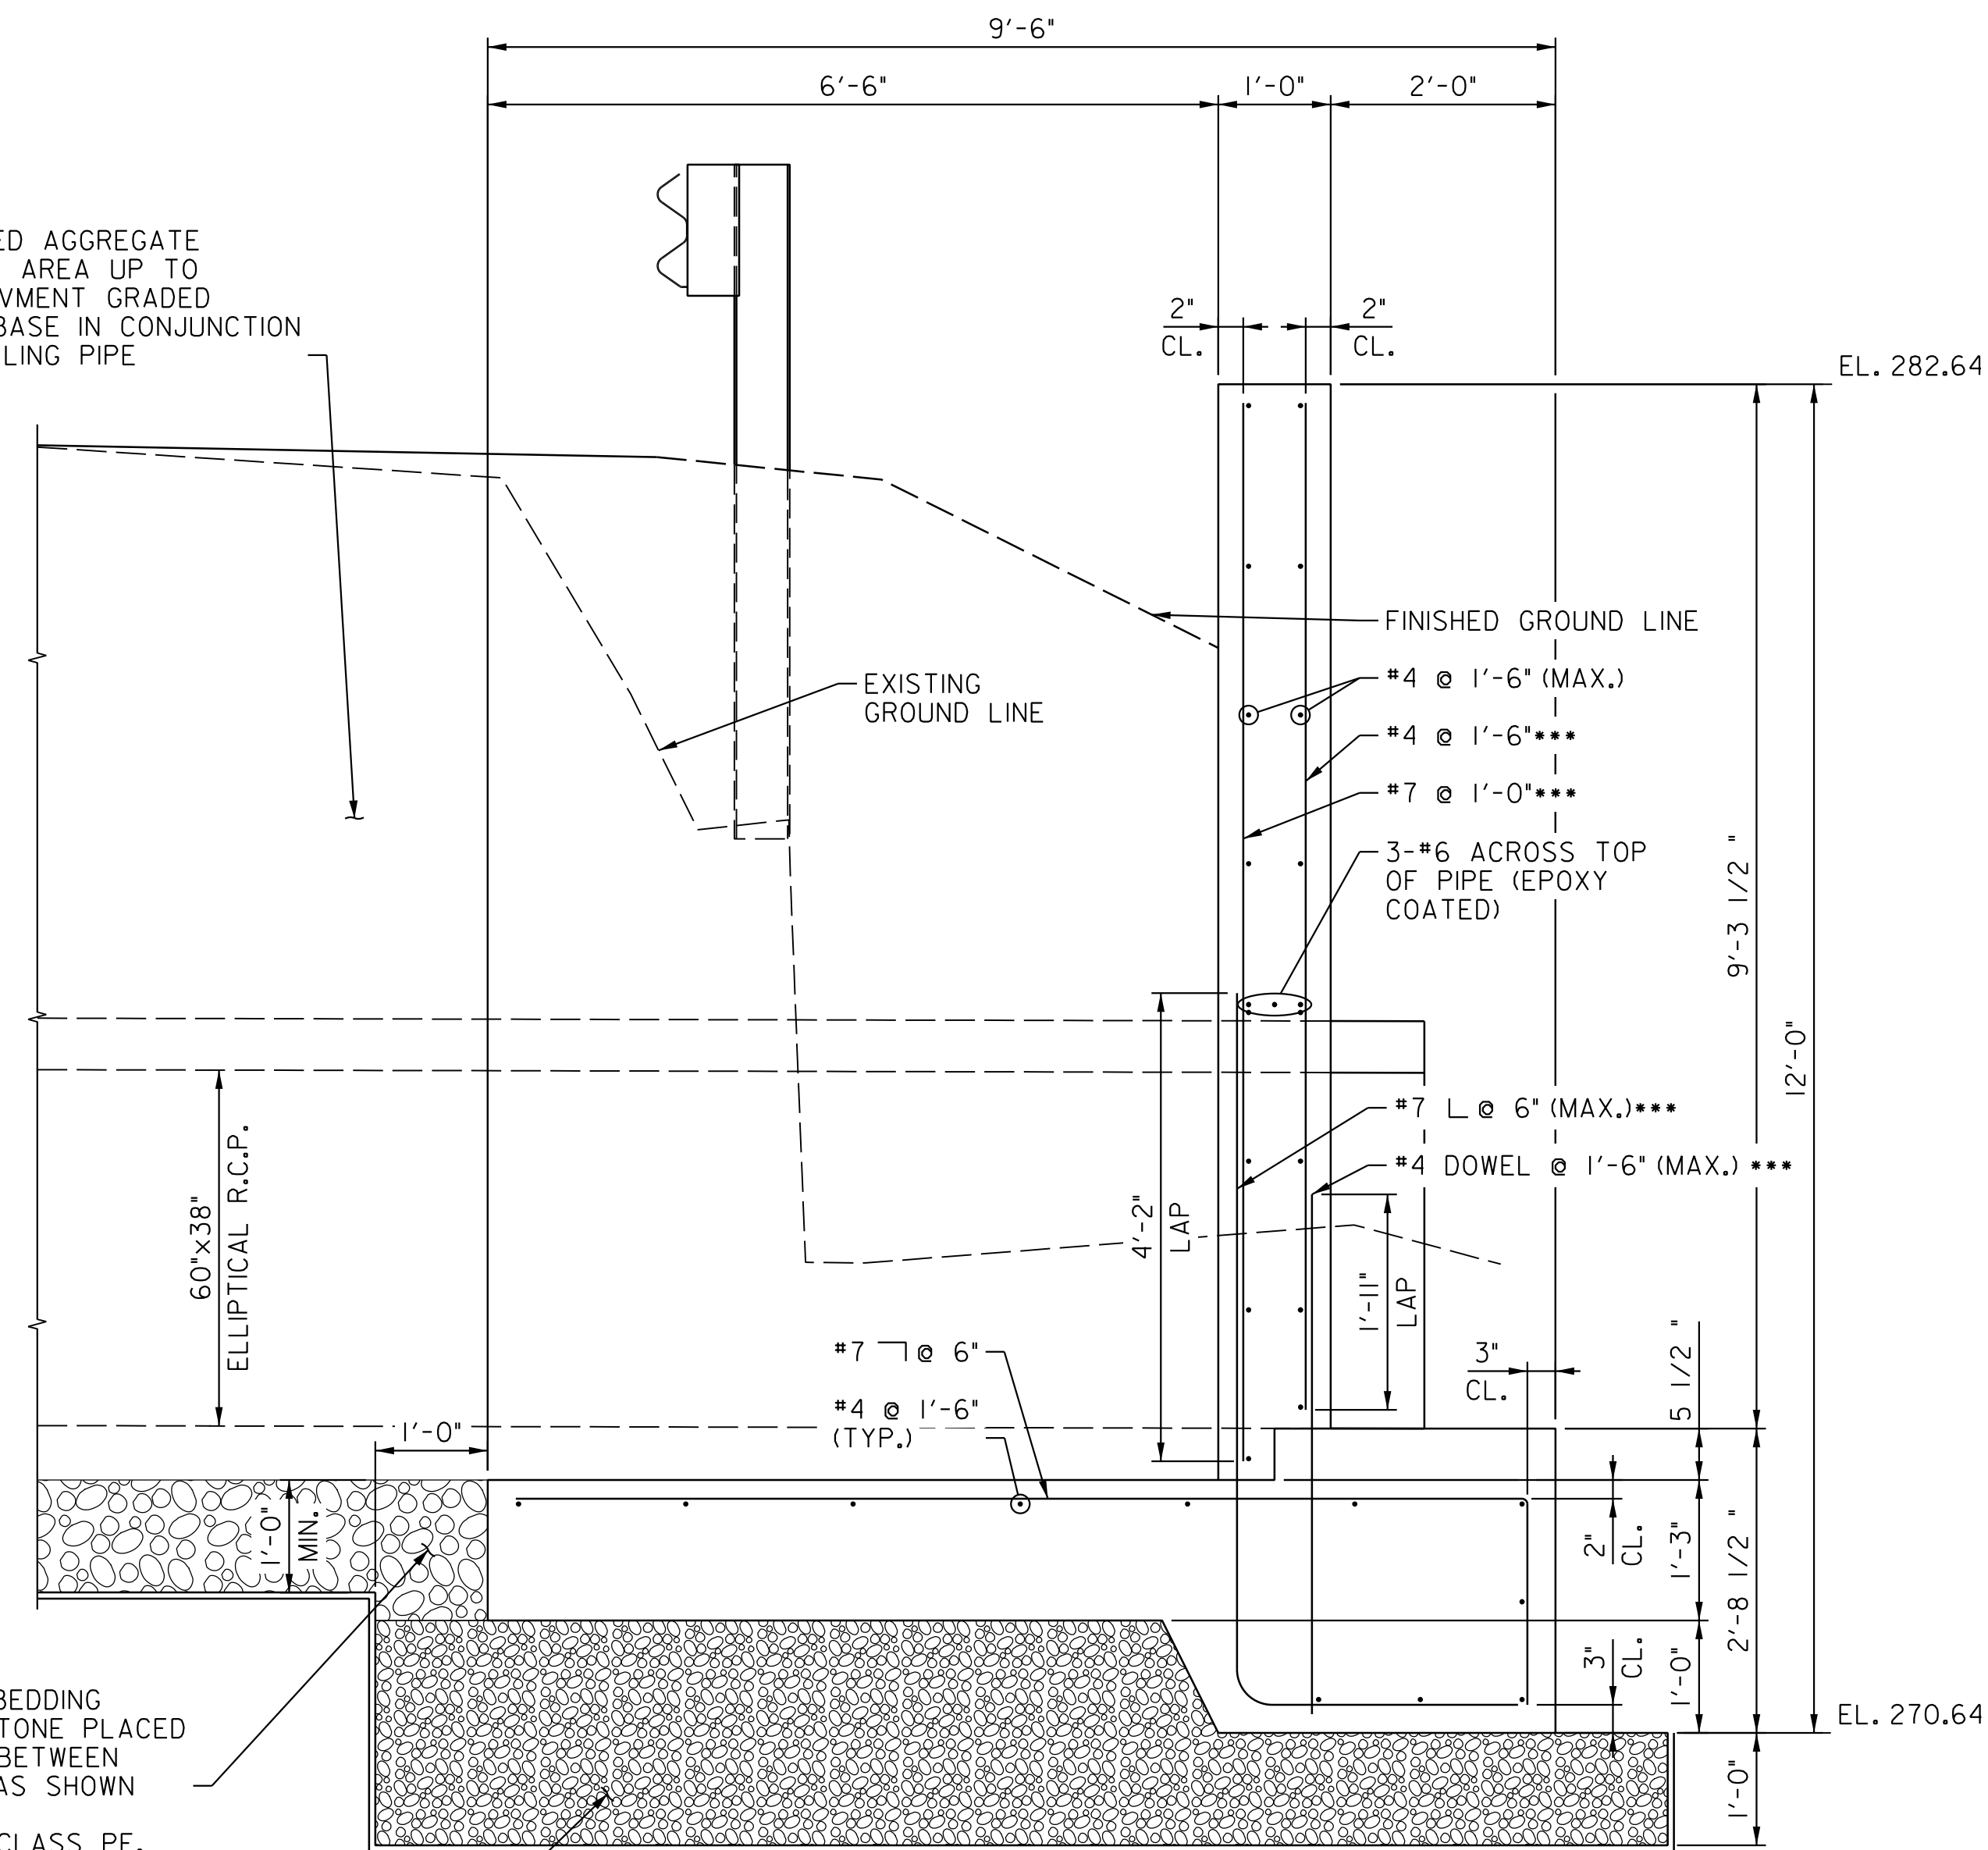 9'-6"
6'-6"
1'-0"
2'-0"
ED AGGREGATE
AREA UP TO
VMENT GRADED
BASE IN CONJUNCTION
LING PIPE
2"
CL.
2"
CL.
EL. 282.64
FINISHED GROUND LINE
#4 @ 1'-6" (MAX.)
EXISTING
GROUND LINE
#4 @ 1'-6"***
#7 @ 1'-0"***
3-#6 ACROSS TOP
OF PIPE (EPOXY
COATED)
9'-3 1/2 "
12'-0"
#7 @ 6" (MAX.)***
#4 DOWEL @ 1'-6" (MAX.) ***
60"x38"
ELLIPTICAL R.C.P.
4'-2"
LAP
1'-11"
LAP
#7 @ 6"
#4 @ 1'-6"
(TYP.)
3"
CL.
5 1/2 "
1'-0"
1'-0"
MIN.
2"
CL.
1'-3"
2'-8 1/2 "
3"
CL.
1'-0"
EL. 270.64
BEDDING
TONE PLACED
BETWEEN
AS SHOWN
1'-0"
CLASS PE.